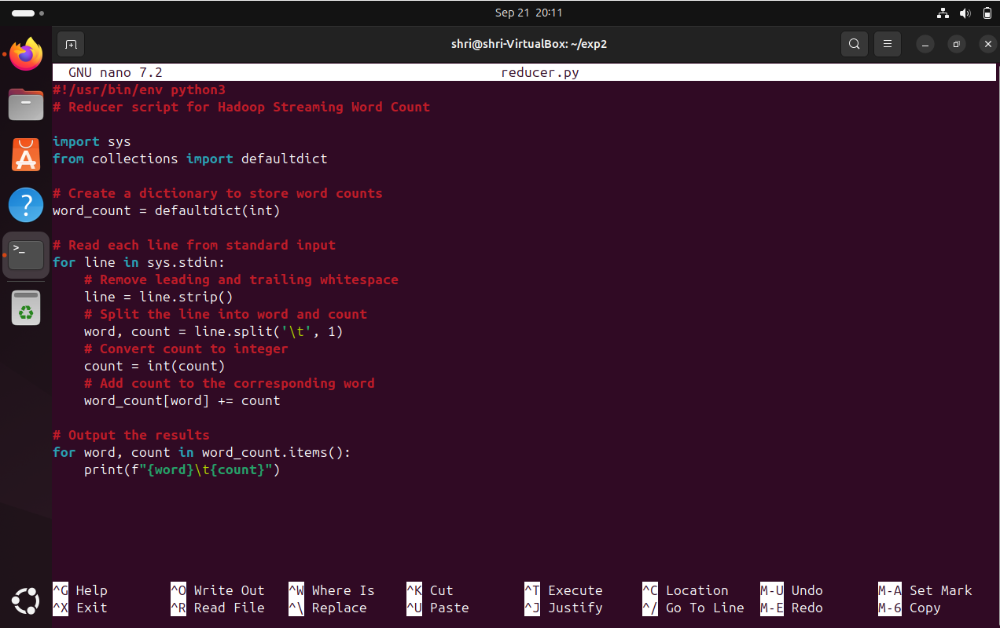 Sep 21 20:11
shri@shri-VirtualBox: ~/exp2
GNU nano 7.2 reducer.py
#!/usr/bin/env python3
# Reducer script for Hadoop Streaming Word Count

import sys
from collections import defaultdict

# Create a dictionary to store word counts
word_count = defaultdict(int)

# Read each line from standard input
for line in sys.stdin:
    # Remove leading and trailing whitespace
    line = line.strip()
    # Split the line into word and count
    word, count = line.split('\t', 1)
    # Convert count to integer
    count = int(count)
    # Add count to the corresponding word
    word_count[word] += count

# Output the results
for word, count in word_count.items():
    print(f"{word}\t{count}")

^G Help ^O Write Out ^W Where Is ^K Cut ^T Execute ^C Location M-U Undo M-A Set Mark
^X Exit ^R Read File ^\ Replace ^U Paste ^J Justify ^/ Go To Line M-E Redo M-6 Copy